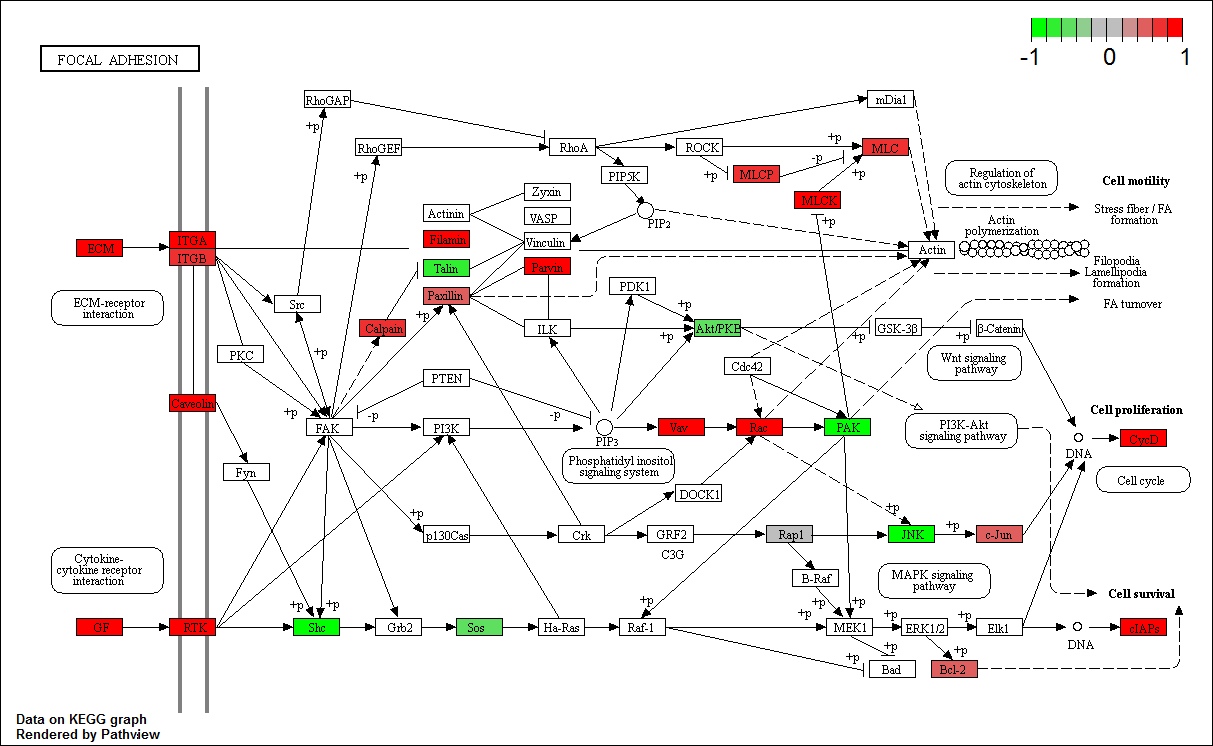 -1 0 1
FOCAL ADHESION
RhoGAP
mDia1
+p
RhoGEF
RhoA
ROCK
+p
MLC
+p
PIP5K
+p
MLCP
-p
+p
Regulation of
actin cytoskeleton
Cell motility
Zyxin
MLCK
Actinin
VASP
PIP2
+p
Stress fiber / FA
formation
Actin
polymerization
ECM
ITGA
ITGB
Filamin
Vinculin
Actin
Talin
Parvin
Filopodia
Lamellipodia
formation
ECM-receptor
interaction
Src
Paxillin
PDK1
+p
FA turnover
+p
Calpain
ILK
Akt/PKB
+p
GSK-3β
+p
β-Catenin
PKC
+p
Cdc42
Wnt signaling
pathway
PTEN
Caveolin
+p
-p
-p
Cell proliferation
FAK
PI3K
PIP3
Vav
Rac
PAK
PI3K-Akt
signaling pathway
CycD
DNA
Fyn
Phosphatidyl inositol
signaling system
Cell cycle
DOCK1
+p
+p
p130Cas
Crk
GRF2
C3G
Rap1
JNK
+p
c-Jun
Cytokine-
cytokine receptor
interaction
B-Raf
MAPK signaling
pathway
+p
+p
+p
+p
+p
+p
Cell survival
GF
RTK
Shc
Grb2
Sos
Ha-Ras
Raf-1
+p
MEK1
+p
ERK1/2
+p
Elk1
DNA
cIAPs
+p
+p
+p
Bad
Bcl-2
Data on KEGG graph
Rendered by Pathview